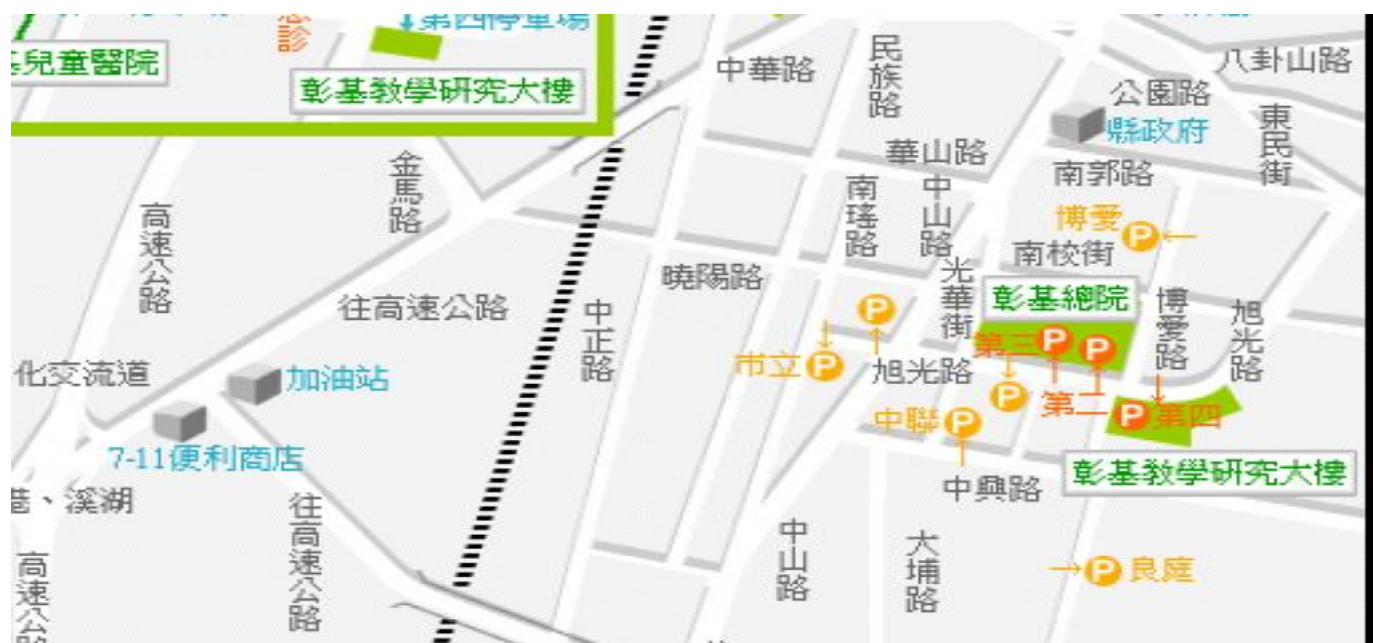 第四停車場
診
基兒童醫院
彰基教學研究大樓
中華路
民族路
八卦山路
公園路
縣政府
東民街
華山路
南郭路
金馬路
高速公路
南瑤路
中山路
博愛
P
南校街
曉陽路
光華街
彰基總院
博愛路
旭光路
往高速公路
中正路
P
第三
P
P
市立
P
旭光路
化交流道
加油站
P
中聯
P
第二
P
第四
7-11便利商店
彰基教學研究大樓
中興路
港、溪湖
往高速公路
高速公路
中山路
大埔路
P
良庭